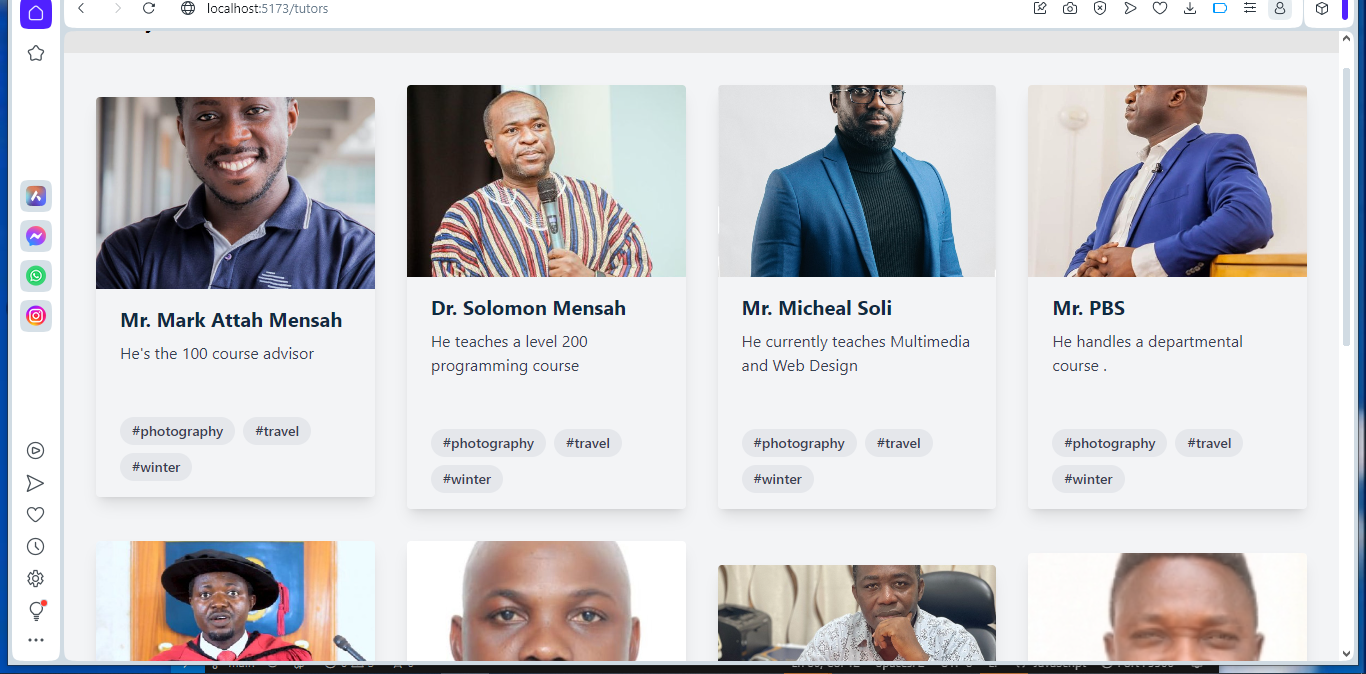 localhost:5173/tutors
Mr. Mark Attah Mensah
He's the 100 course advisor
#photography #travel
#winter
Dr. Solomon Mensah
He teaches a level 200
programming course
#photography #travel
#winter
Mr. Micheal Soli
He currently teaches Multimedia
and Web Design
#photography #travel
#winter
Mr. PBS
He handles a departmental
course .
#photography #travel
#winter